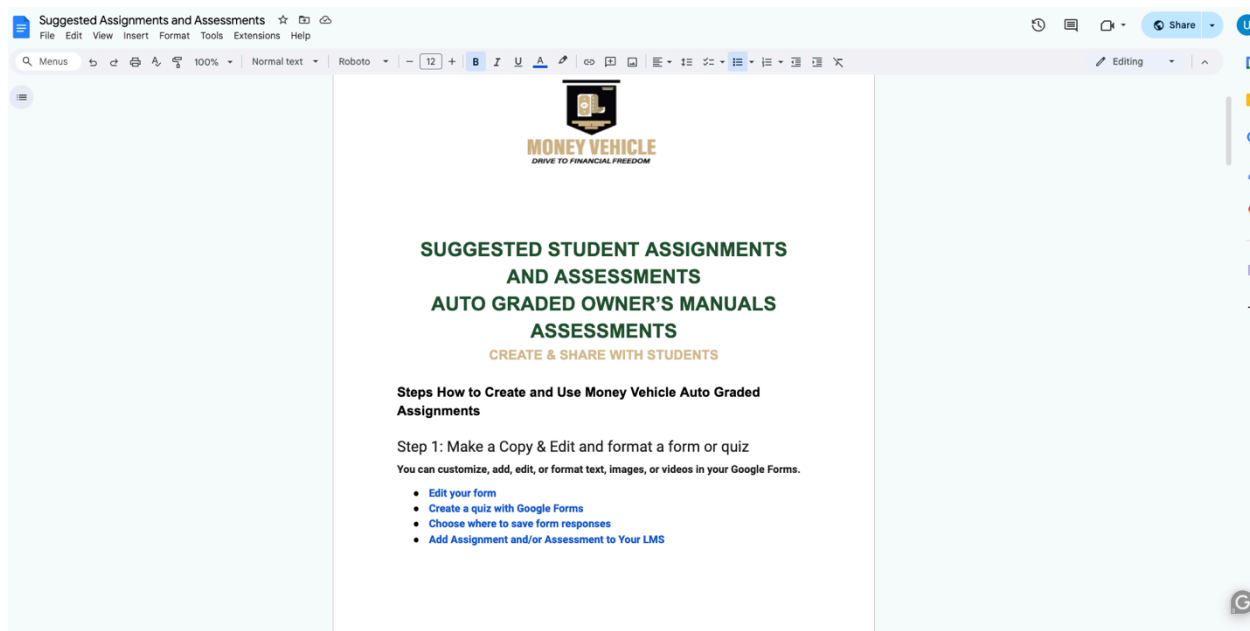 Suggested Assignments and Assessments
File Edit View Insert Format Tools Extensions Help
Share
Menus 100% Normal text Roboto 12 B I U A Editing
MONEY VEHICLE
DRIVE TO FINANCIAL FREEDOM
SUGGESTED STUDENT ASSIGNMENTS
AND ASSESSMENTS
AUTO GRADED OWNER'S MANUALS
ASSESSMENTS
CREATE & SHARE WITH STUDENTS
Steps How to Create and Use Money Vehicle Auto Graded
Assignments
Step 1: Make a Copy & Edit and format a form or quiz
You can customize, add, edit, or format text, images, or videos in your Google Forms.
● Edit your form
● Create a quiz with Google Forms
● Choose where to save form responses
● Add Assignment and/or Assessment to Your LMS